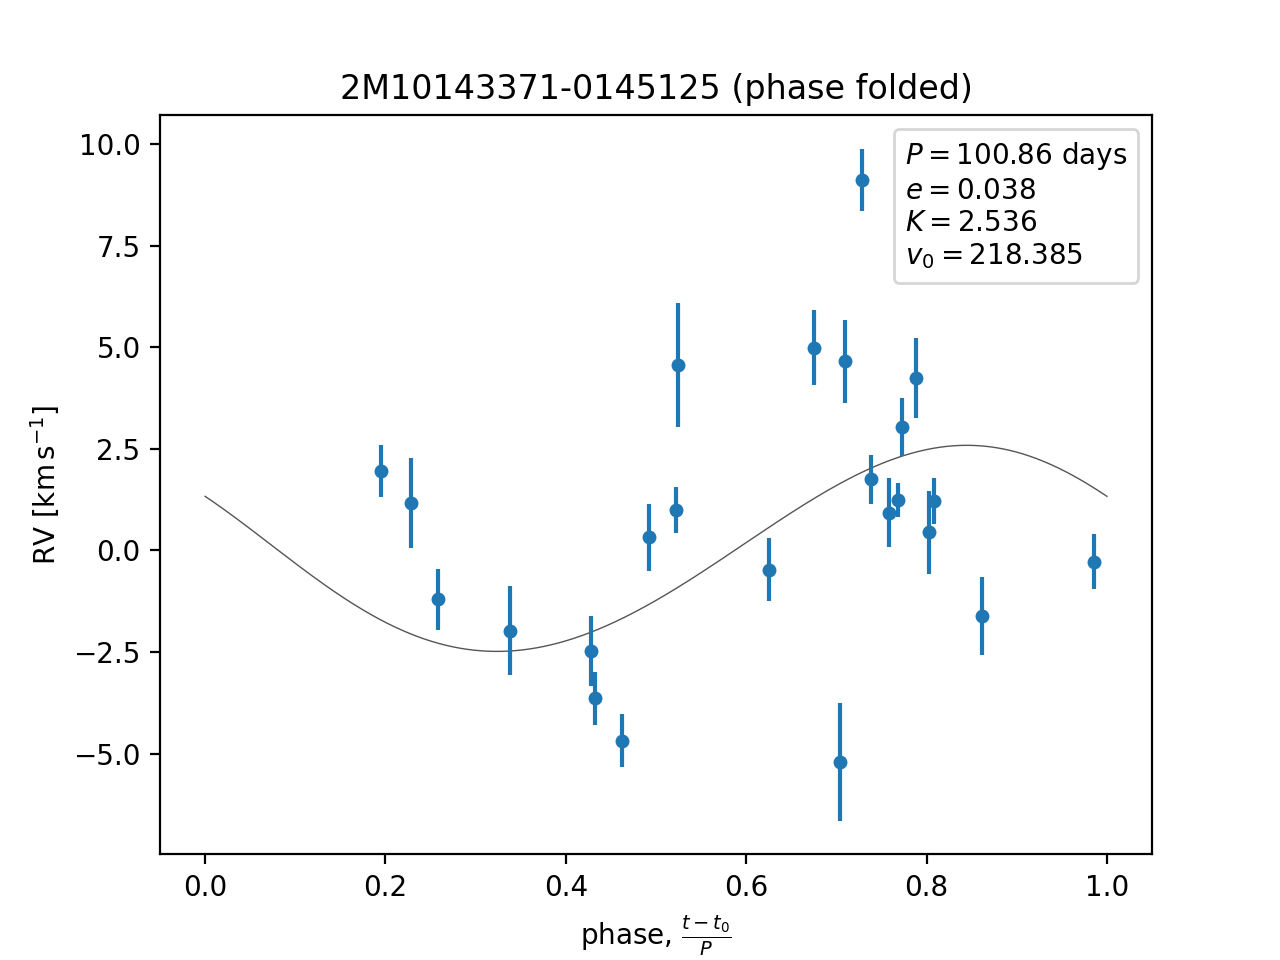 2M10143371-0145125 (phase folded)
P = 100.86 days
e = 0.038
K = 2.536
v₀ = 218.385
10.0
7.5
5.0
2.5
0.0
−2.5
−5.0
RV [km s⁻¹]
0.0 0.2 0.4 0.6 0.8 1.0
phase, (t − t₀)/P